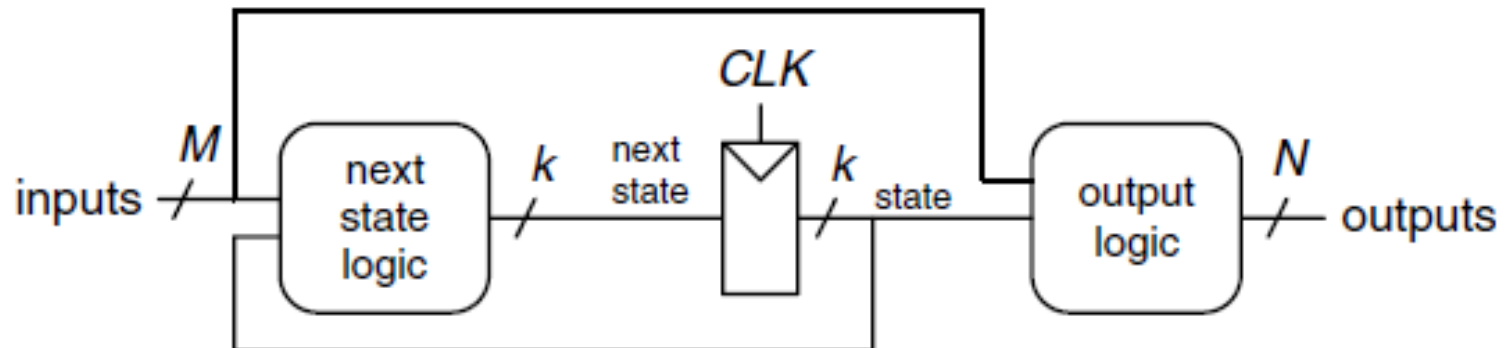 CLK
M
next
state
logic
k
next
state
k
state
output
logic
N
inputs
outputs